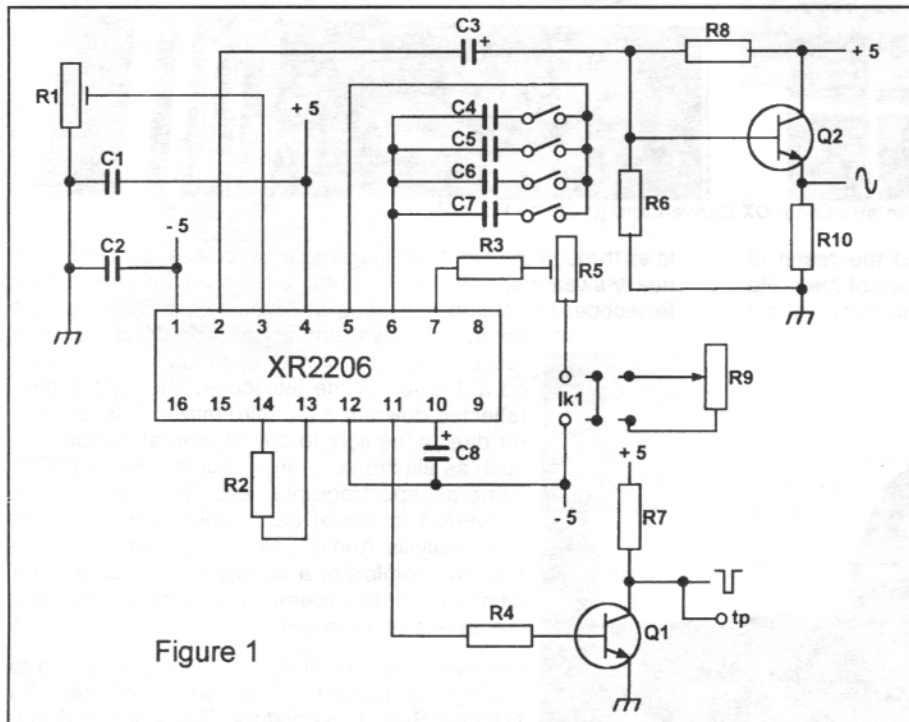 C3 +
R8
+ 5
R1
+ 5
C4
C5
C6
C7
Q2
C1
R6
R10
- 5
C2
R3
R5
1 2 3 4 5 6 7 8
XR2206
16 15 14 13 12 11 10 9
lk1
R9
+
C8
R2
+ 5
- 5
R7
R4
Q1
tp
Figure 1